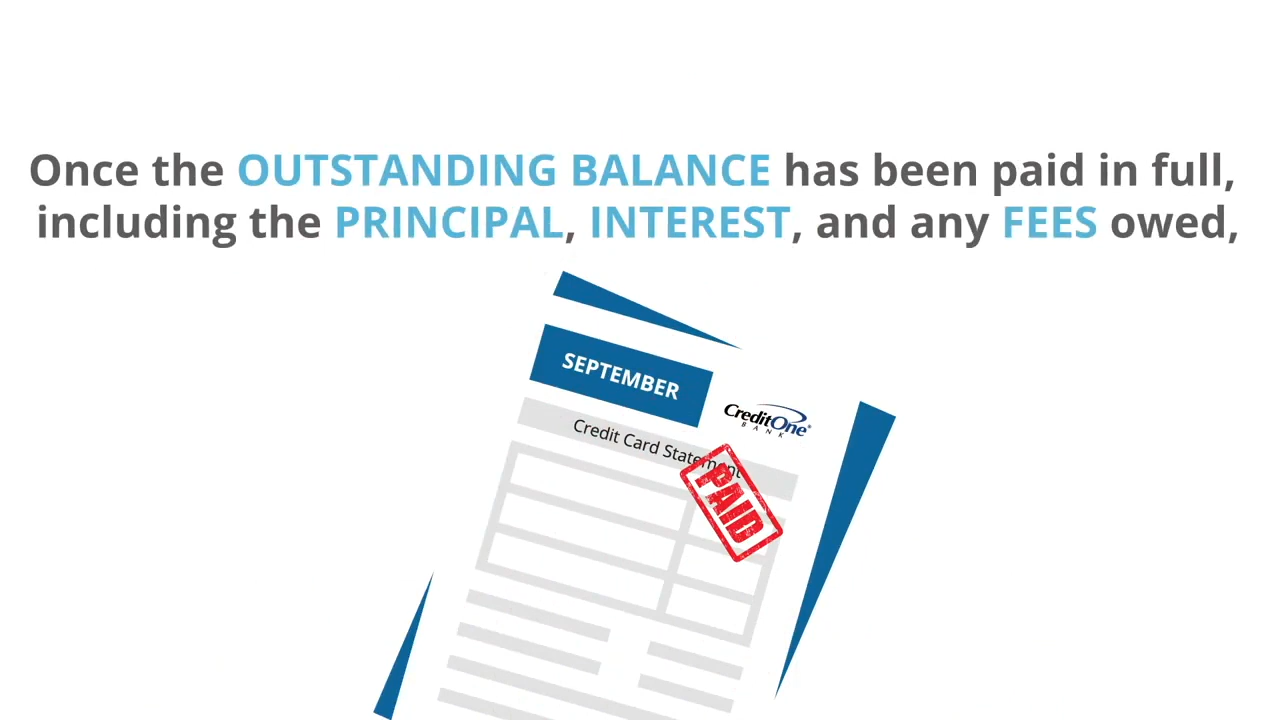 Once the OUTSTANDING BALANCE has been paid in full,
including the PRINCIPAL, INTEREST, and any FEES owed,
SEPTEMBER
CreditOne®
BANK
Credit Card Statement
PAID